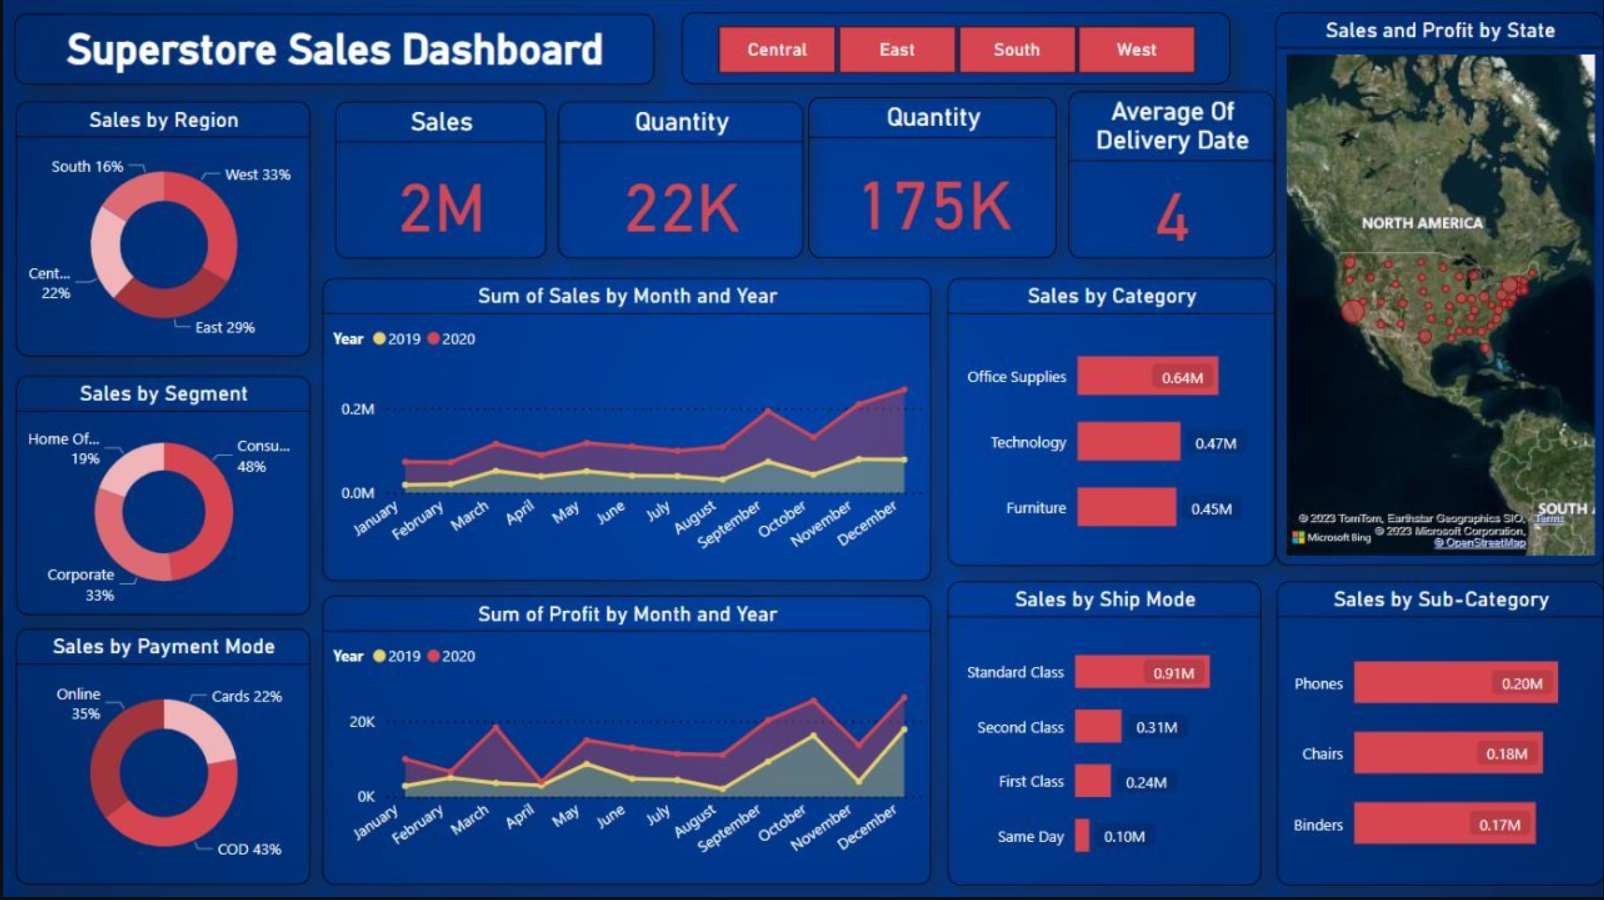 Superstore Sales Dashboard
Central
East
South
West
Sales and Profit by State
NORTH AMERICA
SOUTH A
© 2023 TomTom, Earthstar Geographics SIO,
© 2023 Microsoft Corporation,
Terms
Microsoft Bing
© OpenStreetMap
Sales by Region
South 16%
West 33%
Cent...
22%
East 29%
Sales
2M
Quantity
22K
Quantity
175K
Average Of
Delivery Date
4
Sum of Sales by Month and Year
Year 2019 2020
0.2M
0.0M
January
February
March
April
May
June
July
August
September
October
November
December
Sales by Category
Office Supplies 0.64M
Technology 0.47M
Furniture 0.45M
Sales by Segment
Home Of...
19%
Consu...
48%
Corporate
33%
Sum of Profit by Month and Year
Year 2019 2020
20K
0K
January
February
March
April
May
June
July
August
September
October
November
December
Sales by Ship Mode
Standard Class 0.91M
Second Class 0.31M
First Class 0.24M
Same Day 0.10M
Sales by Sub-Category
Phones 0.20M
Chairs 0.18M
Binders 0.17M
Sales by Payment Mode
Online
35%
Cards 22%
COD 43%